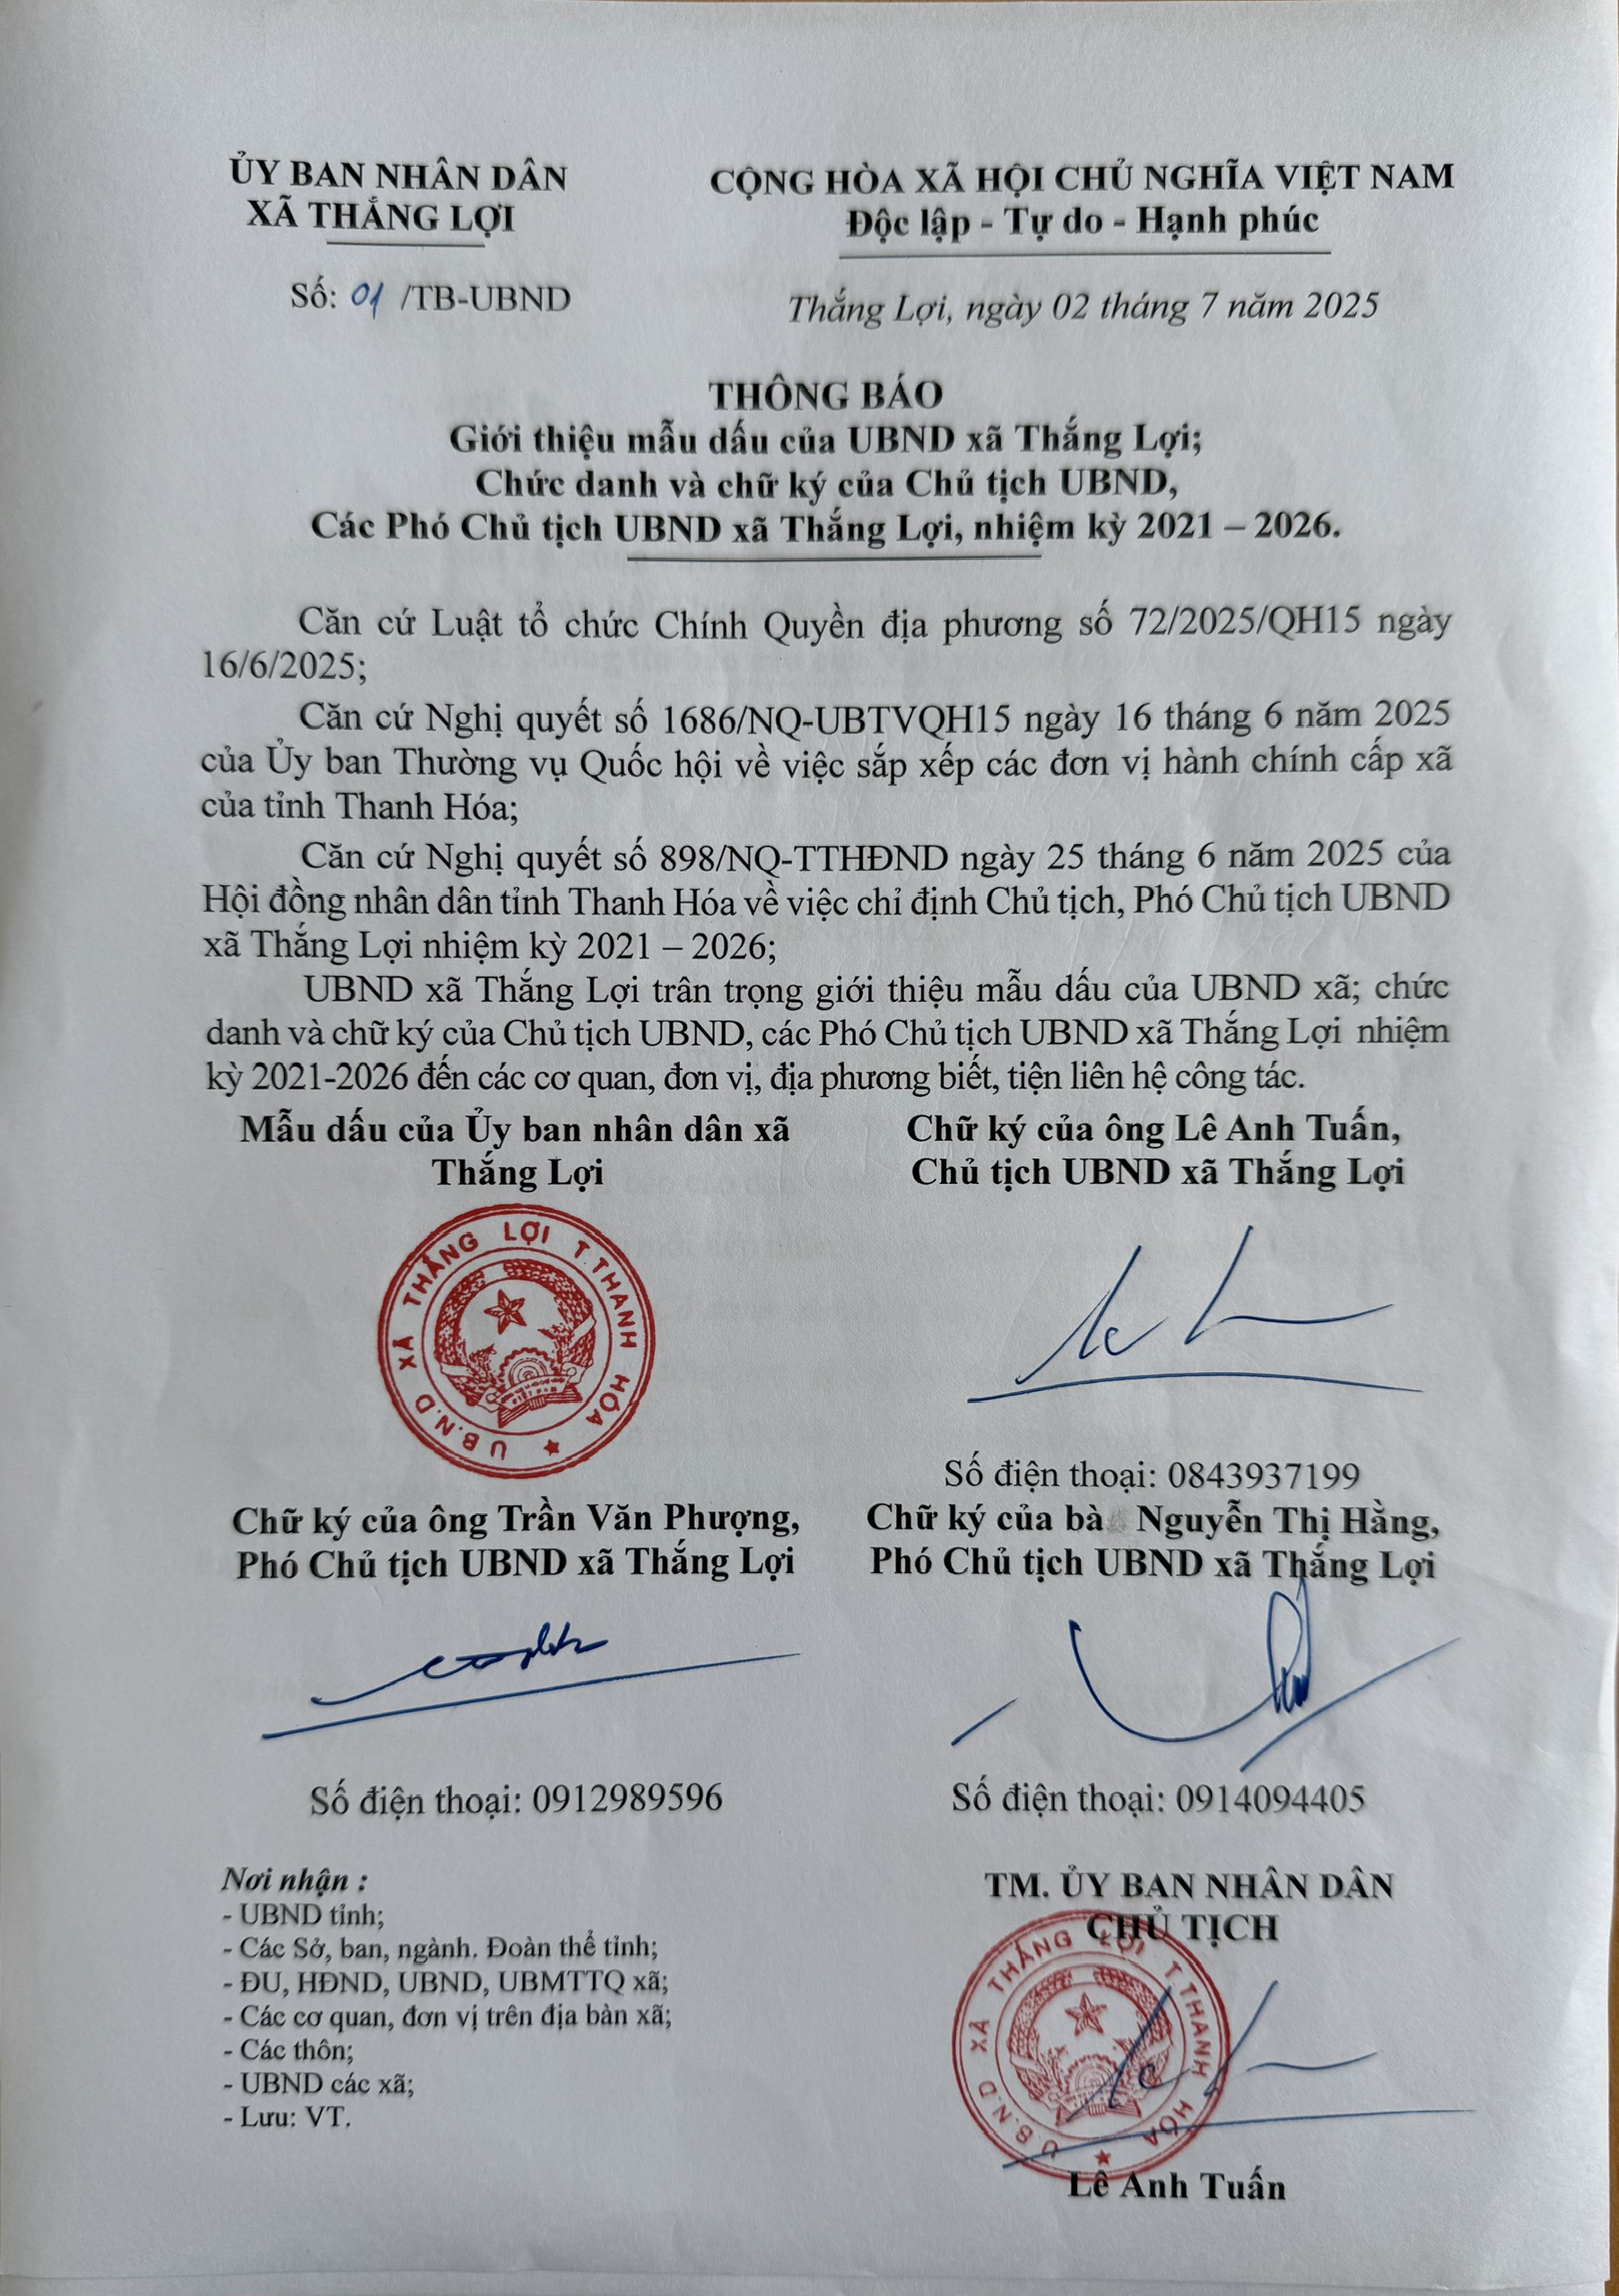 ỦY BAN NHÂN DÂN
XÃ THẮNG LỢI
CỘNG HÒA XÃ HỘI CHỦ NGHĨA VIỆT NAM
Độc lập - Tự do - Hạnh phúc
Số: 01 /TB-UBND
Thắng Lợi, ngày 02 tháng 7 năm 2025
THÔNG BÁO
Giới thiệu mẫu dấu của UBND xã Thắng Lợi;
Chức danh và chữ ký của Chủ tịch UBND,
Các Phó Chủ tịch UBND xã Thắng Lợi, nhiệm kỳ 2021 – 2026.
Căn cứ Luật tổ chức Chính Quyền địa phương số 72/2025/QH15 ngày
16/6/2025;
Căn cứ Nghị quyết số 1686/NQ-UBTVQH15 ngày 16 tháng 6 năm 2025
của Ủy ban Thường vụ Quốc hội về việc sắp xếp các đơn vị hành chính cấp xã
của tỉnh Thanh Hóa;
Căn cứ Nghị quyết số 898/NQ-TTHĐND ngày 25 tháng 6 năm 2025 của
Hội đồng nhân dân tỉnh Thanh Hóa về việc chỉ định Chủ tịch, Phó Chủ tịch UBND
xã Thắng Lợi nhiệm kỳ 2021 – 2026;
UBND xã Thắng Lợi trân trọng giới thiệu mẫu dấu của UBND xã; chức
danh và chữ ký của Chủ tịch UBND, các Phó Chủ tịch UBND xã Thắng Lợi nhiệm
kỳ 2021-2026 đến các cơ quan, đơn vị, địa phương biết, tiện liên hệ công tác.
Mẫu dấu của Ủy ban nhân dân xã
Thắng Lợi
Chữ ký của ông Lê Anh Tuấn,
Chủ tịch UBND xã Thắng Lợi
U.B.N.D XÃ THẮNG LỢI T.THANH HÓA
VIỆT NAM
Số điện thoại: 0843937199
Chữ ký của ông Trần Văn Phượng,
Phó Chủ tịch UBND xã Thắng Lợi
Chữ ký của bà Nguyễn Thị Hằng,
Phó Chủ tịch UBND xã Thắng Lợi
Số điện thoại: 0912989596
Số điện thoại: 0914094405
Nơi nhận :
- UBND tỉnh;
- Các Sở, ban, ngành. Đoàn thể tỉnh;
- ĐU, HĐND, UBND, UBMTTQ xã;
- Các cơ quan, đơn vị trên địa bàn xã;
- Các thôn;
- UBND các xã;
- Lưu: VT.
TM. ỦY BAN NHÂN DÂN
CHỦ TỊCH
U.B.N.D XÃ THẮNG LỢI T.THANH HÓA
Lê Anh Tuấn